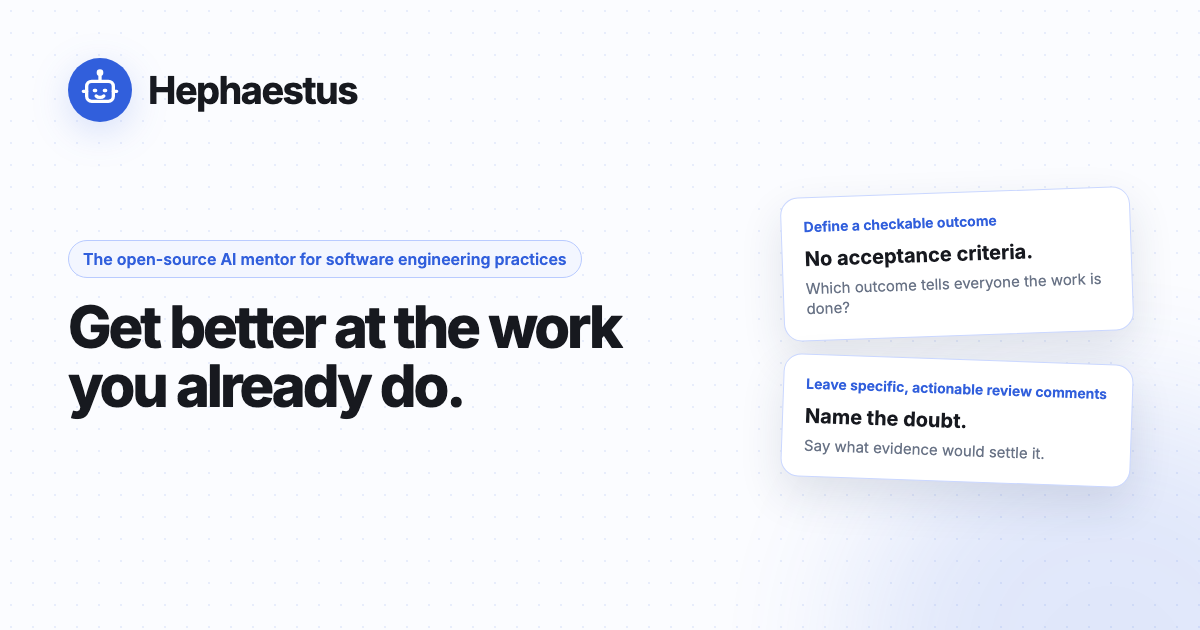 Hephaestus
The open-source AI mentor for software engineering practices
Get better at the work
you already do.
Define a checkable outcome
No acceptance criteria.
Which outcome tells everyone the work is
done?
Leave specific, actionable review comments
Name the doubt.
Say what evidence would settle it.